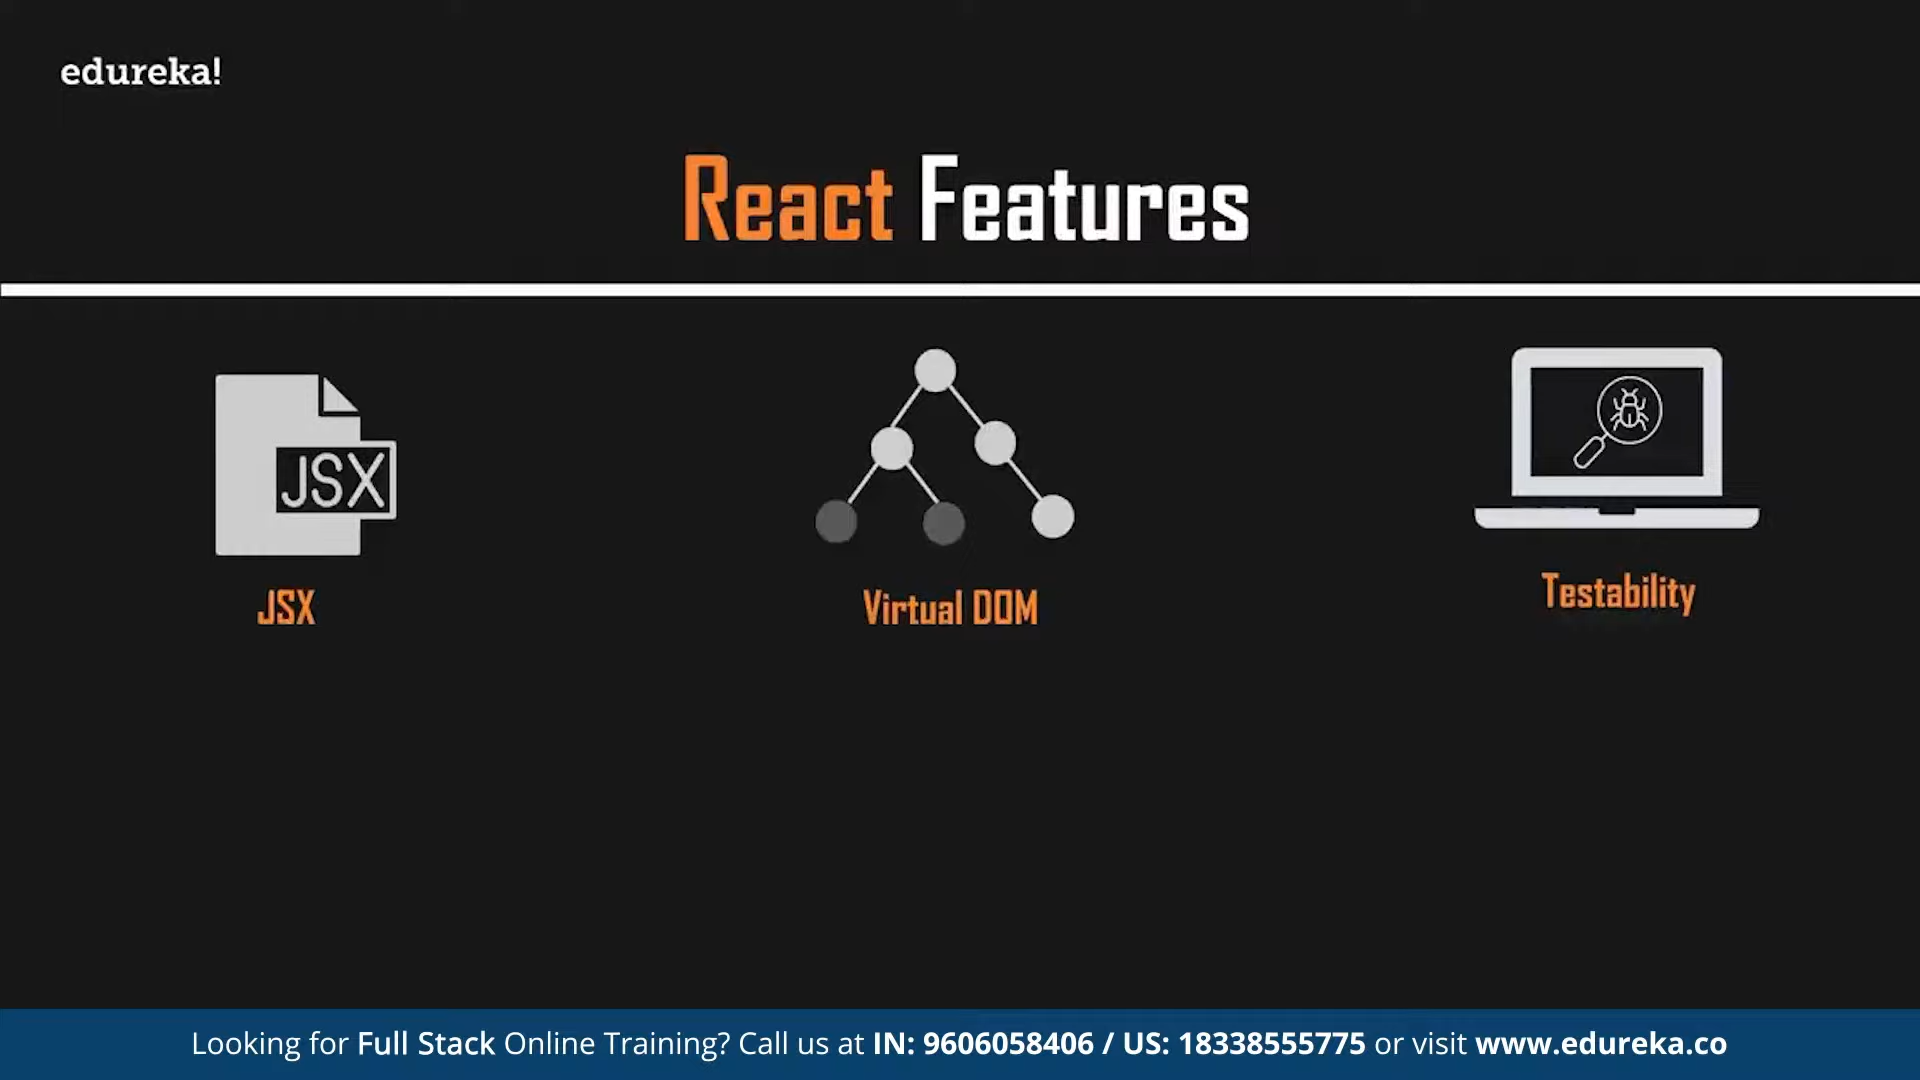 edureka!
React Features
JSX
JSX
Virtual DOM
Testability
Looking for Full Stack Online Training? Call us at IN: 9606058406 / US: 18338555775 or visit www.edureka.co